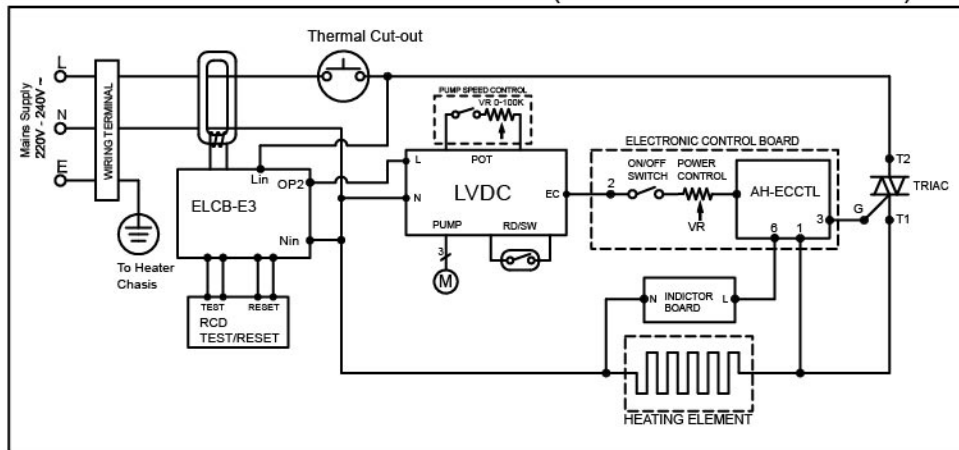 Thermal Cut-out
L
N
E
Mains Supply
220V - 240V ~
WIRING TERMINAL
To Heater
Chasis
Lin
OP2
ELCB-E3
Nin
TEST
RESET
RCD
TEST/RESET
PUMP SPEED CONTROL
VR 0-100K
L
POT
N
LVDC
EC
PUMP
RD/SW
3
M
ELECTRONIC CONTROL BOARD
2
ON/OFF
SWITCH
POWER
CONTROL
VR
AH-ECCTL
3
6
1
G
T2
TRIAC
T1
N
INDICTOR
BOARD
L
HEATING ELEMENT